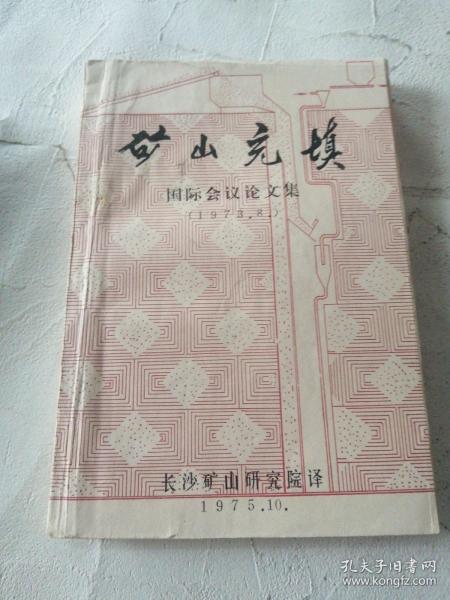 矿山充填
国际会议论文集
(1973.8.)
长沙矿山研究院译
1975.10.
孔夫子旧书网
www.kongfz.com